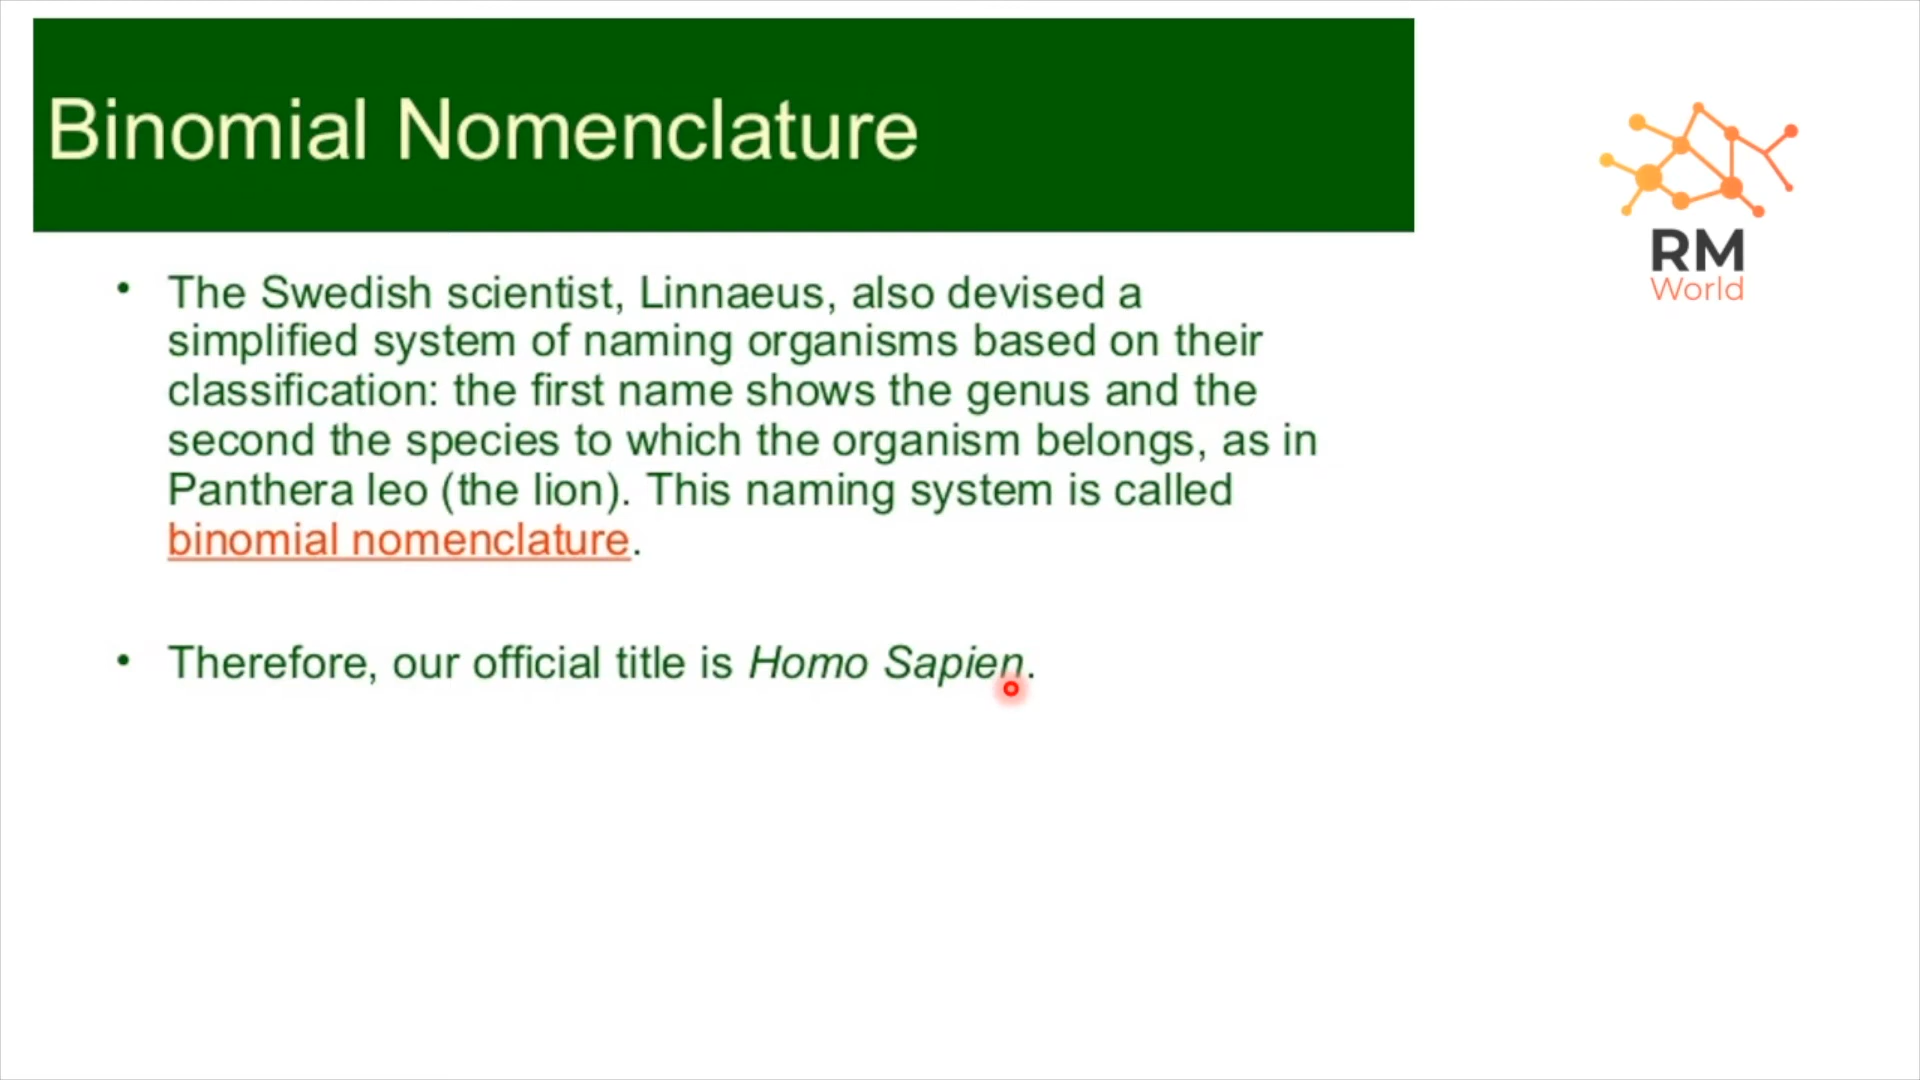 Binomial Nomenclature
RM
World
• The Swedish scientist, Linnaeus, also devised a
simplified system of naming organisms based on their
classification: the first name shows the genus and the
second the species to which the organism belongs, as in
Panthera leo (the lion). This naming system is called
binomial nomenclature.
• Therefore, our official title is Homo Sapien.